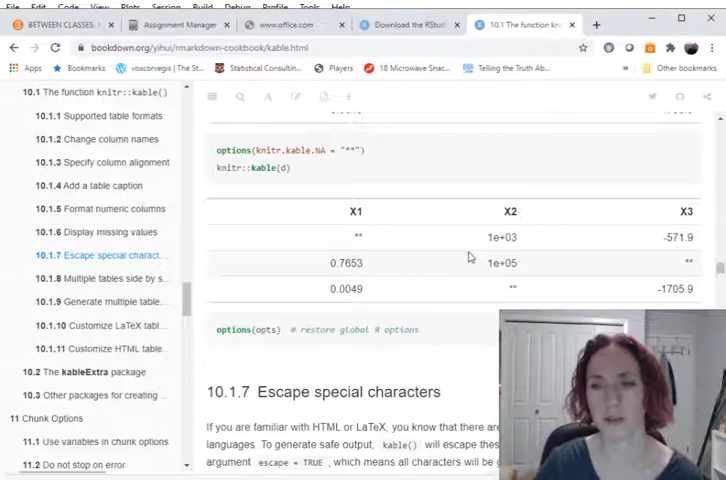 File Edit Code View Plots Session Build Debug Profile Tools Help
BETWEEN CLASSES:
Assignment Manager
www.office.com
Download the RStud
10.1 The function kn
bookdown.org/yihui/rmarkdown-cookbook/kable.html
Apps
Bookmarks
voxcorvegis | The St...
Statistical Consultin...
Players
18 Microwave Snac...
Telling the Truth Ab...
Other bookmarks
10.1 The function knitr::kable()
10.1.1 Supported table formats
10.1.2 Change column names
10.1.3 Specify column alignment
10.1.4 Add a table caption
10.1.5 Format numeric columns
10.1.6 Display missing values
10.1.7 Escape special charact...
10.1.8 Multiple tables side by s...
10.1.9 Generate multiple table...
10.1.10 Customize LaTeX tabl...
10.1.11 Customize HTML table...
10.2 The kableExtra package
10.3 Other packages for creating ...
11 Chunk Options
11.1 Use variables in chunk options
11.2 Do not stop on error
options(knitr.kable.NA = "**")
knitr::kable(d)
X1 X2 X3
** 1e+03 -571.9
0.7653 1e+05 **
0.0049 ** -1705.9
options(opts) # restore global R options
10.1.7 Escape special characters
If you are familiar with HTML or LaTeX, you know that there are
languages. To generate safe output, kable() will escape thes
argument escape = TRUE , which means all characters will be g